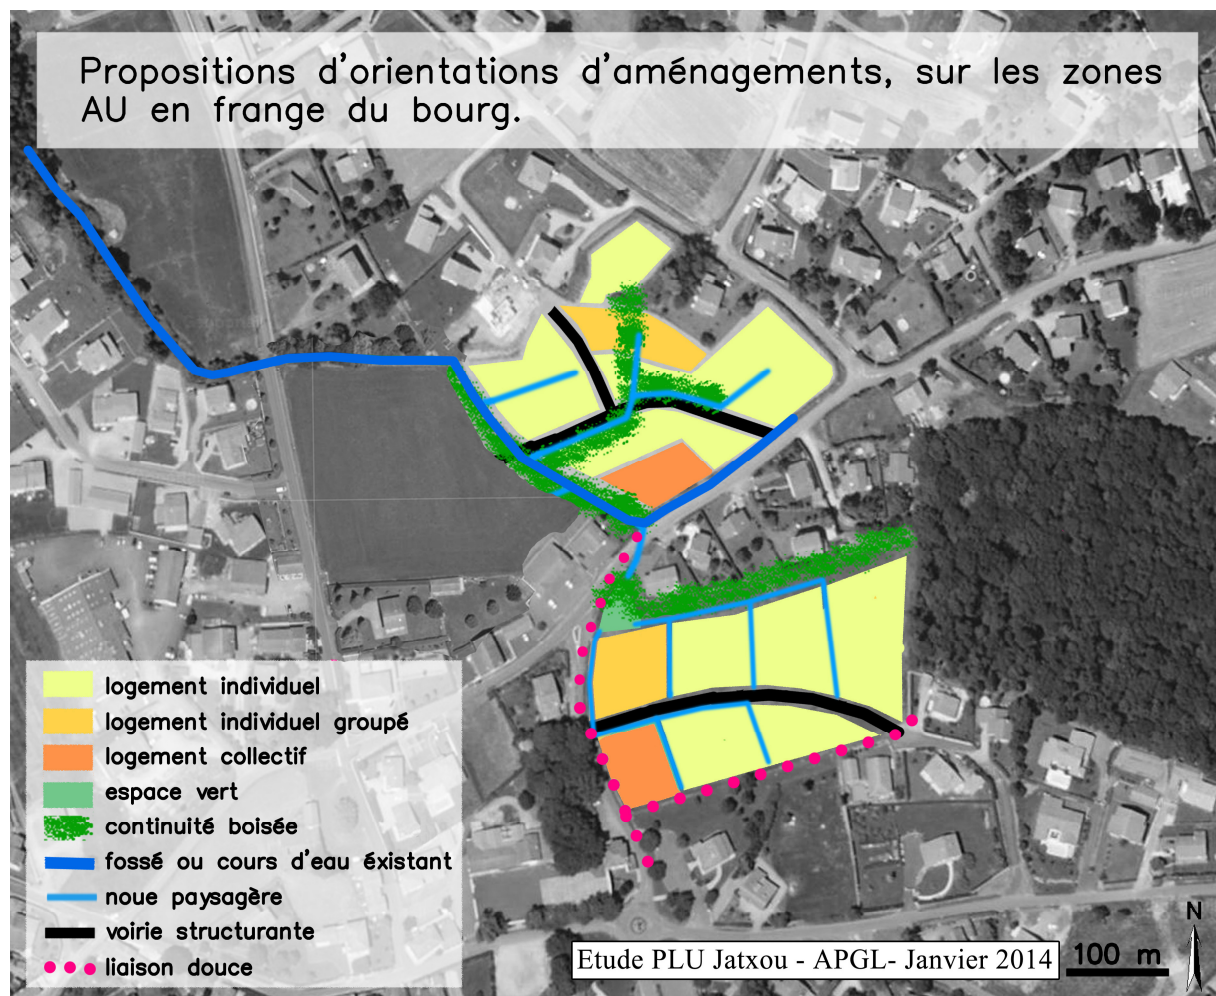 Propositions d'orientations d'aménagements, sur les zones
AU en frange du bourg.
logement individuel
logement individuel groupé
logement collectif
espace vert
continuité boisée
fossé ou cours d'eau éxistant
noue paysagère
voirie structurante
liaison douce
Etude PLU Jatxou - APGL- Janvier 2014
100 m
N